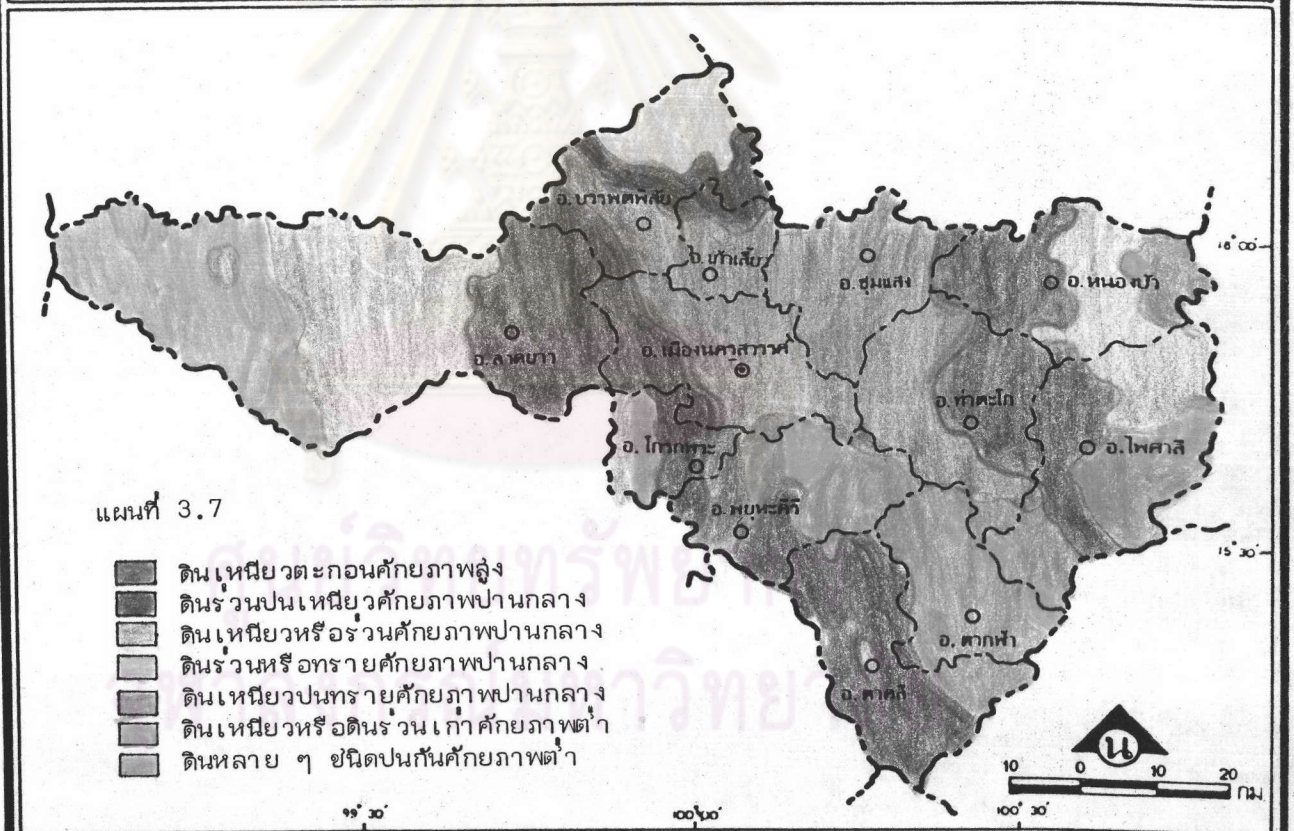 อ. บรรพตพิสัย
16° 00'
อ. เก้าเลี้ยว
อ. ชุมแสง
อ. หนองบัว
อ. ลาดยาว
อ. เมืองนครสวรรค์
อ. ท่าตะโก
อ. ไพศาลี
อ. โกรกพระ
อ. พยุหะคีรี
15° 30'
อ. ตากฟ้า
อ. ตาคลี
แผนที่ 3.7
ดินเหนียวตะกอนศักยภาพสูง
ดินร่วนปนเหนียวศักยภาพปานกลาง
ดินเหนียวหรือร่วนศักยภาพปานกลาง
ดินร่วนหรือทรายศักยภาพปานกลาง
ดินเหนียวปนทรายศักยภาพปานกลาง
ดินเหนียวหรือดินร่วนเก่าศักยภาพต่ำ
ดินหลาย ๆ ชนิดปนกันศักยภาพต่ำ
น
10 0 10 20 กม
99° 30' 100° 00' 100° 30'